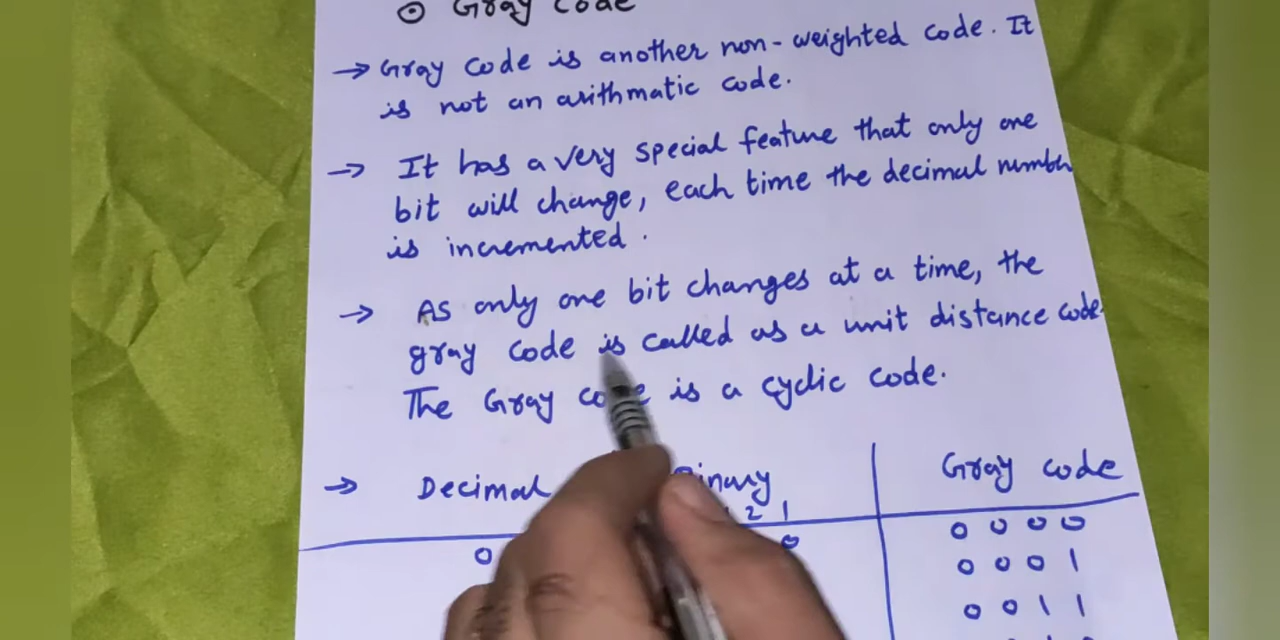 ⊙ Gray Code
→ Gray Code is another non-weighted code. It
is not an arithmatic code.
→ It has a very special feature that only one
bit will change, each time the decimal number
is incremented.
→ As only one bit changes at a time, the
gray code is called as a unit distance code.
The Gray code is a cyclic code.
→ Decimal Binary Gray code
2 1
0 0 0 0 0 0
0 0 0 1
0 0 1 1